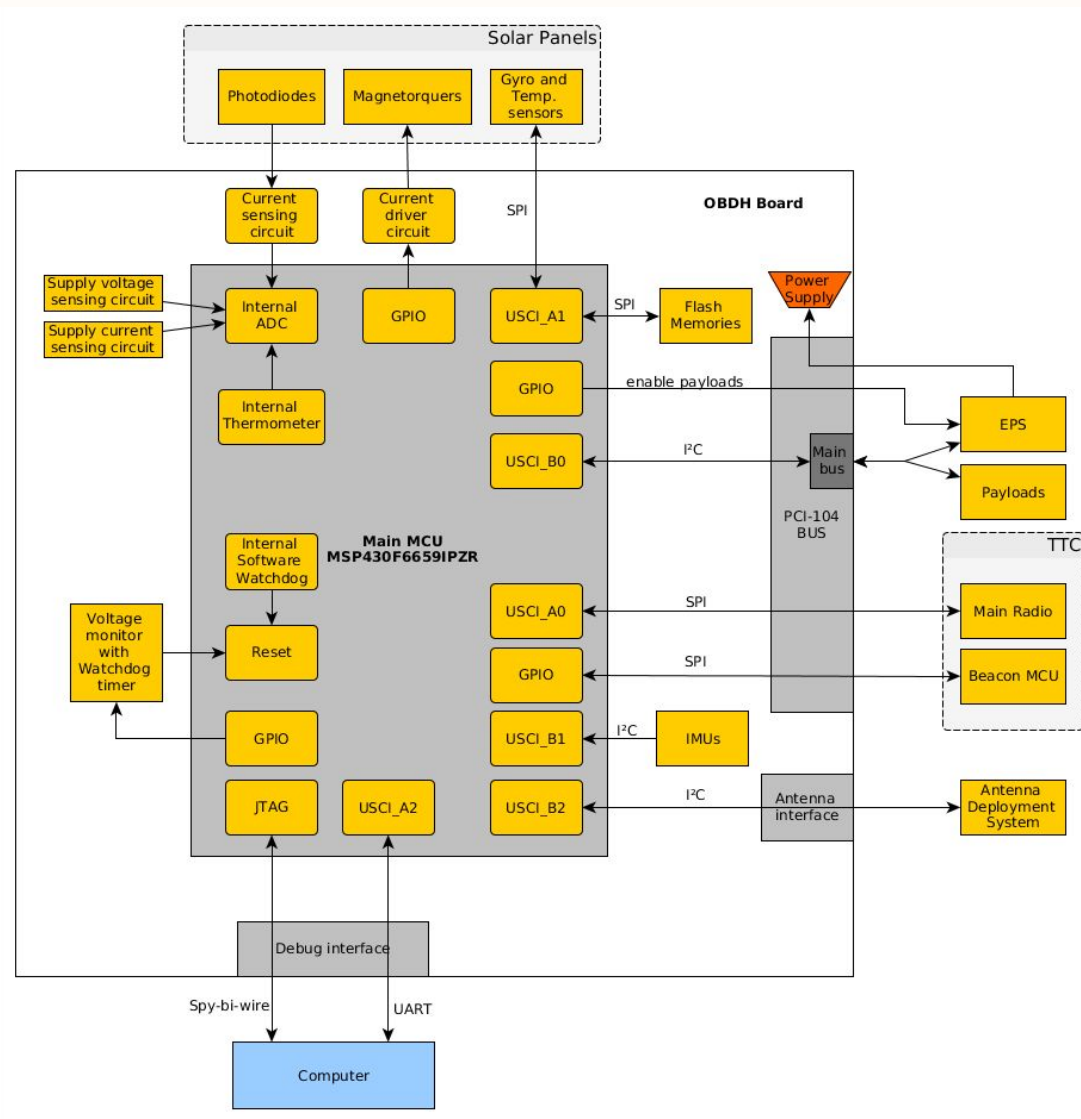 Solar Panels
Photodiodes
Magnetorquers
Gyro and
Temp.
sensors
OBDH Board
Current
sensing
circuit
Current
driver
circuit
SPI
Supply voltage
sensing circuit
Supply current
sensing circuit
Internal
ADC
GPIO
USCI_A1
SPI
Flash
Memories
Power
Supply
Internal
Thermometer
GPIO
enable payloads
EPS
USCI_B0
I²C
Main
bus
Payloads
PCI-104
BUS
Main MCU
MSP430F6659IPZR
Internal
Software
Watchdog
TTC
Voltage
monitor
with
Watchdog
timer
Reset
USCI_A0
SPI
Main Radio
GPIO
SPI
Beacon MCU
GPIO
USCI_B1
I²C
IMUs
JTAG
USCI_A2
USCI_B2
I²C
Antenna
interface
Antenna
Deployment
System
Debug interface
Spy-bi-wire
UART
Computer